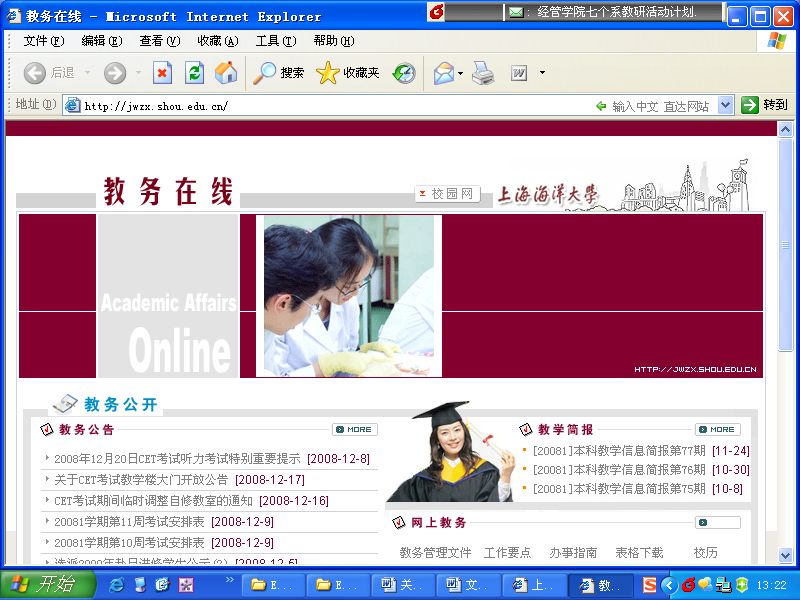 教务在线 - Microsoft Internet Explorer
: 经管学院七个系教研活动计划.
文件(F) 编辑(E) 查看(V) 收藏(A) 工具(T) 帮助(H)
后退 搜索 收藏夹
地址(D) http://jwzx.shou.edu.cn/ 输入中文 直达网站 转到
教务在线 校园网 上海海洋大學
Academic Affairs
Online
HTTP://JWZX.SHOU.EDU.CN
教务公开
教务公告 MORE
2008年12月20日CET考试听力考试特别重要提示 [2008-12-8]
关于CET考试教学楼大门开放公告 [2008-12-17]
CET考试期间临时调整自修教室的通知 [2008-12-16]
20081学期第11周考试安排表 [2008-12-9]
20081学期第10周考试安排表 [2008-12-9]
教学简报 MORE
[20081]本科教学信息简报第77期 [11-24]
[20081]本科教学信息简报第76期 [10-30]
[20081]本科教学信息简报第75期 [10-8]
网上教务
教务管理文件 工作要点 办事指南 表格下载 校历
开始 E... E... 关.. 文.. 上.. 教.. 13:22